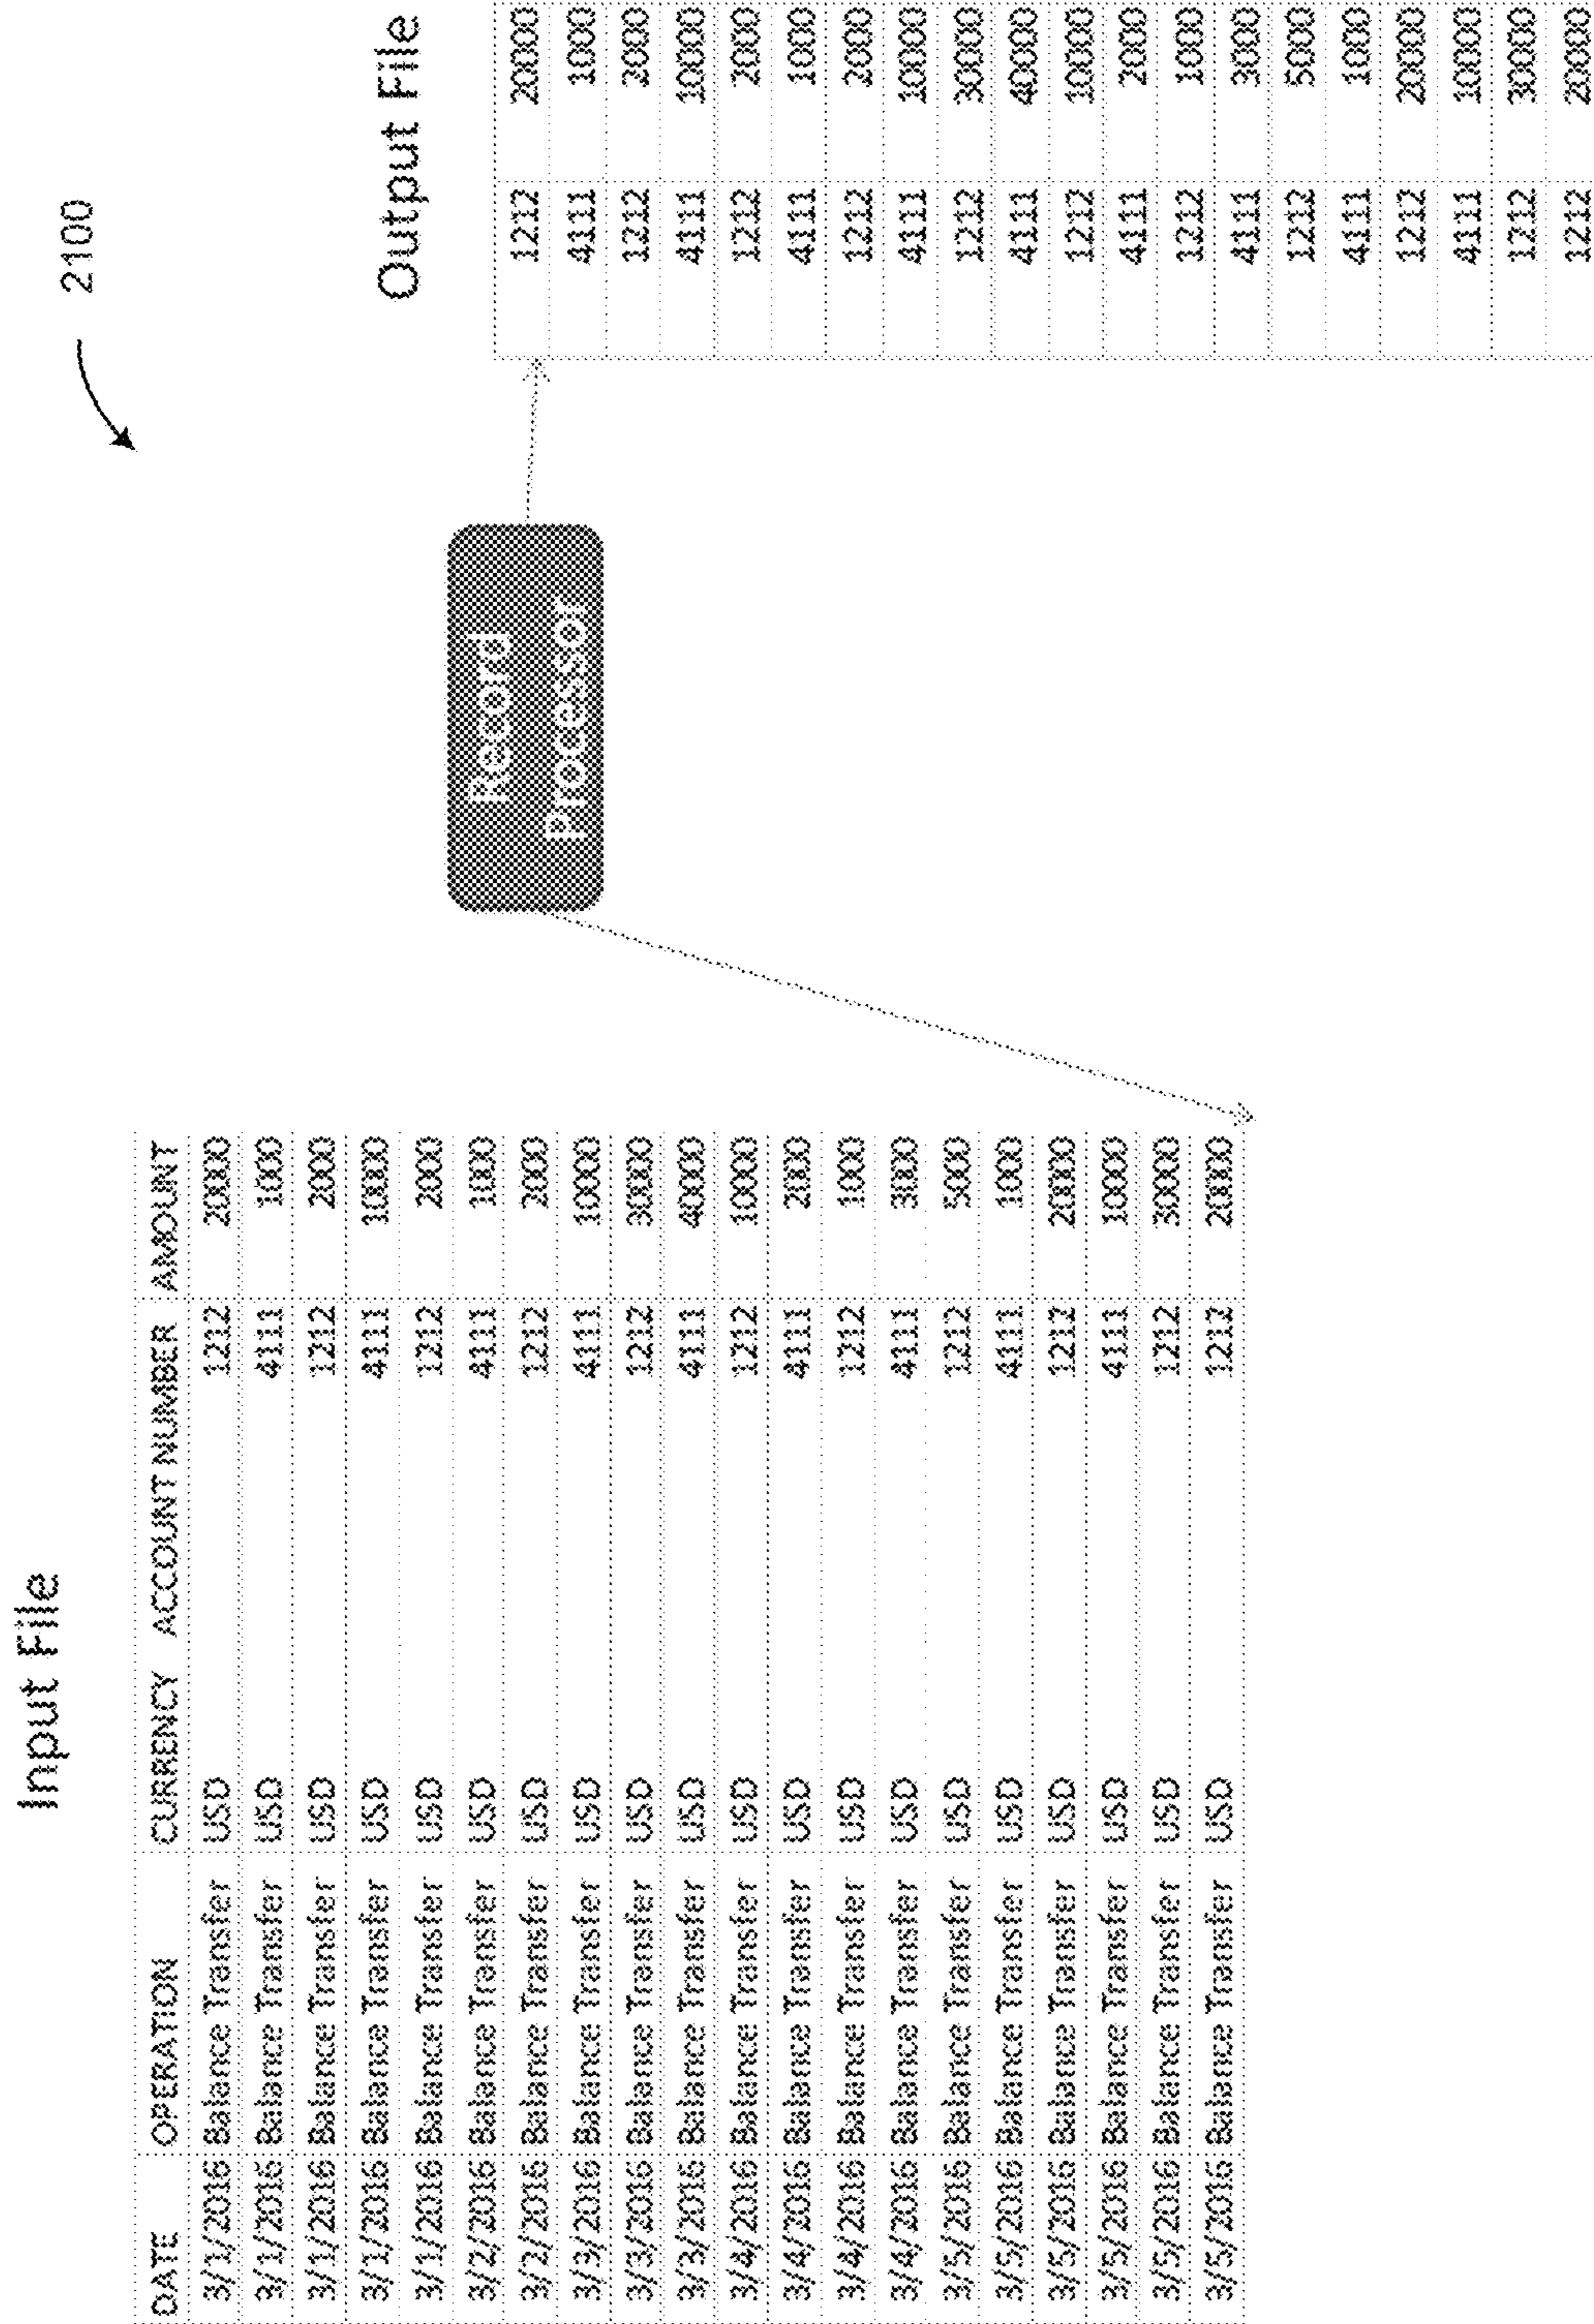 2100
Input File
DATE OPERATION CURRENCY ACCOUNT NUMBER AMOUNT
3/1/2016 Balance Transfer USD 1212 20000
3/1/2016 Balance Transfer USD 4111 1000
3/1/2016 Balance Transfer USD 1212 2000
3/1/2016 Balance Transfer USD 4111 10000
3/1/2016 Balance Transfer USD 1212 2000
3/2/2016 Balance Transfer USD 4111 1000
3/2/2016 Balance Transfer USD 1212 2000
3/3/2016 Balance Transfer USD 4111 10000
3/3/2016 Balance Transfer USD 1212 30000
3/3/2016 Balance Transfer USD 4111 40000
3/4/2016 Balance Transfer USD 1212 10000
3/4/2016 Balance Transfer USD 4111 2000
3/4/2016 Balance Transfer USD 1212 1000
3/4/2016 Balance Transfer USD 4111 3000
3/5/2016 Balance Transfer USD 1212 5000
3/5/2016 Balance Transfer USD 4111 1000
3/5/2016 Balance Transfer USD 1212 20000
3/5/2016 Balance Transfer USD 4111 10000
3/5/2016 Balance Transfer USD 1212 30000
3/5/2016 Balance Transfer USD 1212 20000
Record
Processor
Output File
1212 20000
4111 1000
1212 2000
4111 10000
1212 2000
4111 1000
1212 2000
4111 10000
1212 30000
4111 40000
1212 10000
4111 2000
1212 1000
4111 3000
1212 5000
4111 1000
1212 20000
4111 10000
1212 30000
1212 20000